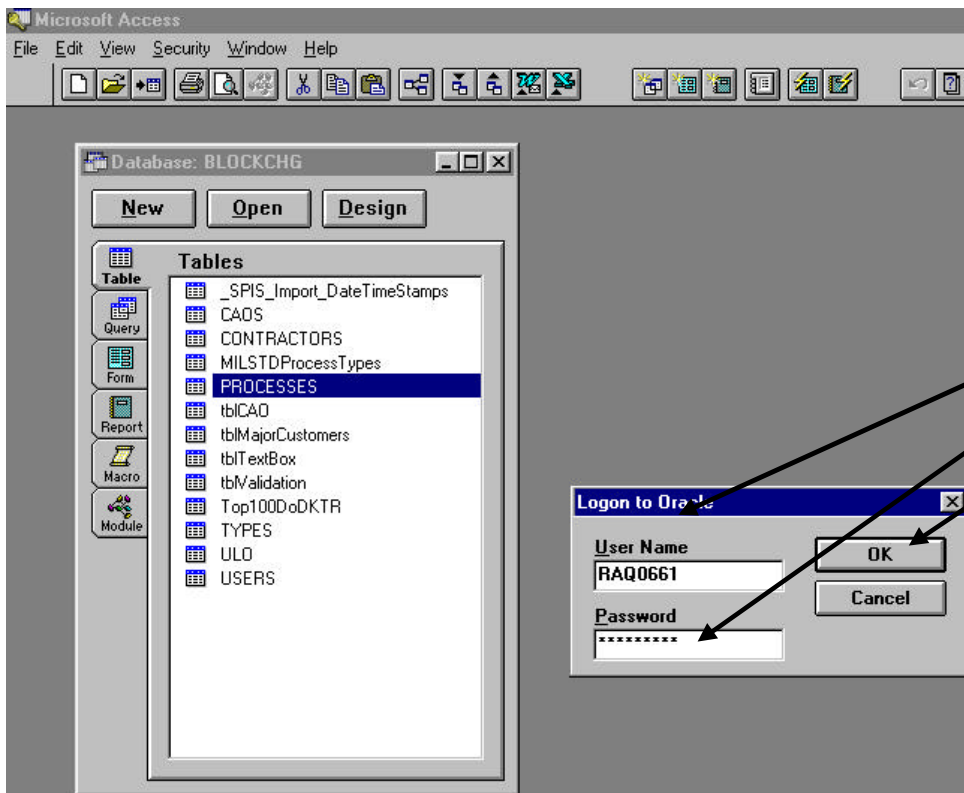 Microsoft Access
File Edit View Security Window Help
Database: BLOCKCHG
New Open Design
Table
Query
Form
Report
Macro
Module
Tables
_SPIS_Import_DateTimeStamps
CAOS
CONTRACTORS
MILSTDProcessTypes
PROCESSES
tblCAO
tblMajorCustomers
tblTextBox
tblValidation
Top100DoDKTR
TYPES
ULO
USERS
Logon to Oracle
User Name
RAQ0661
OK
Cancel
Password
*********